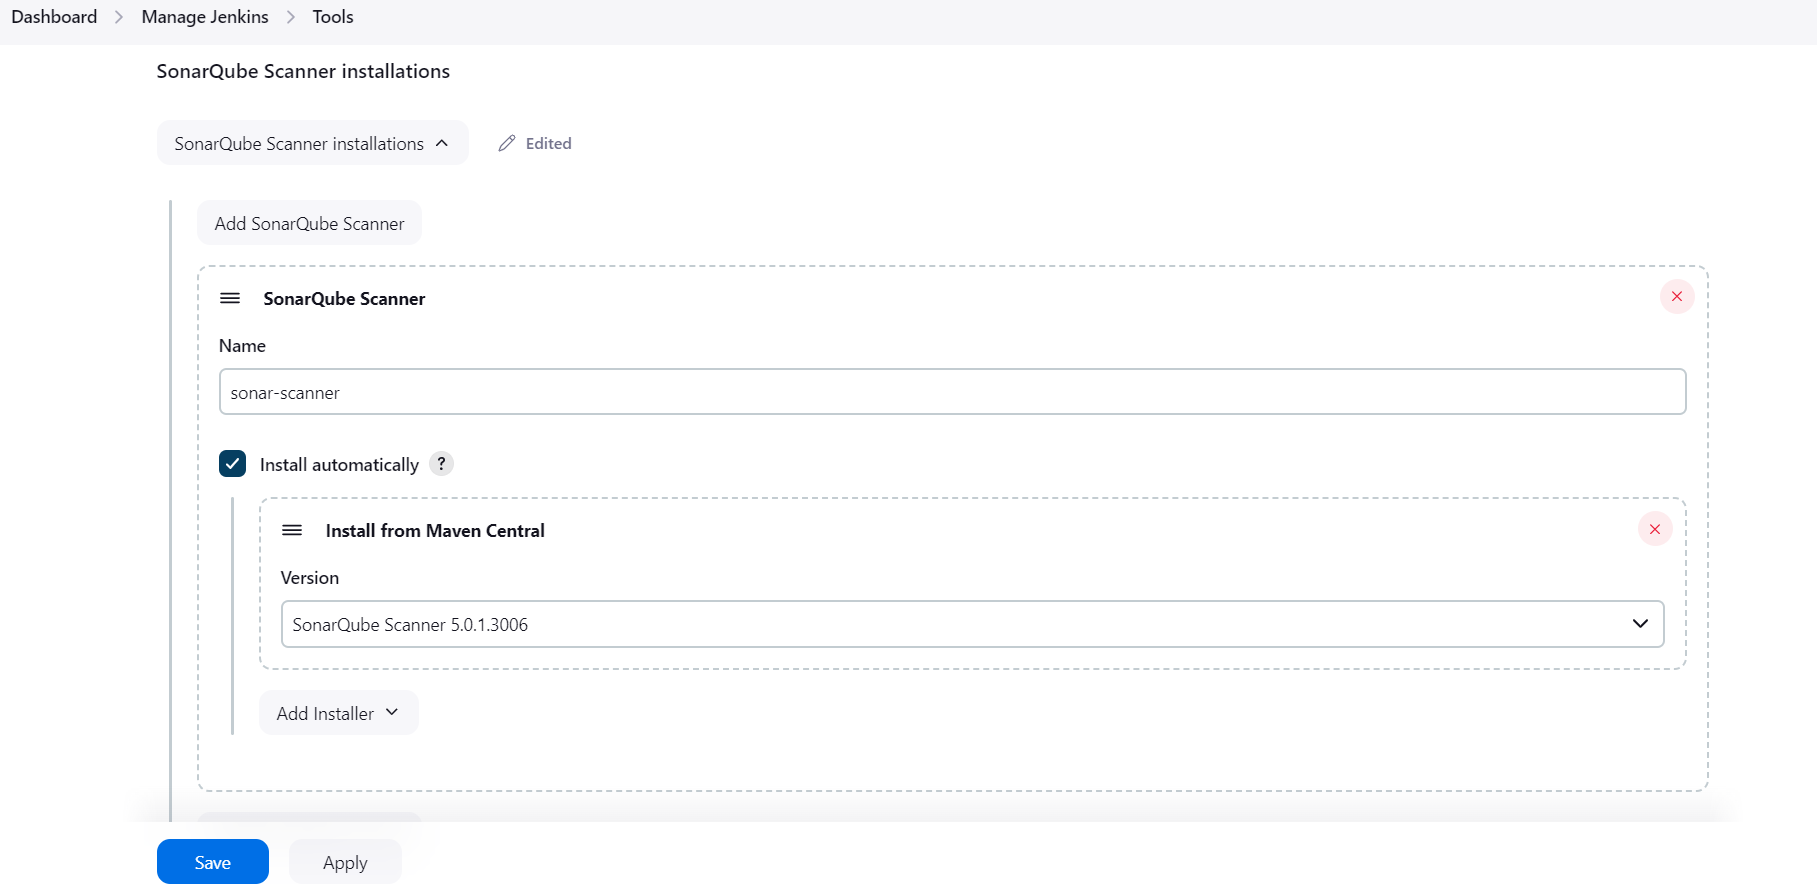 Dashboard > Manage Jenkins > Tools
SonarQube Scanner installations
SonarQube Scanner installations Edited
Add SonarQube Scanner
SonarQube Scanner
Name
sonar-scanner
Install automatically ?
Install from Maven Central
Version
SonarQube Scanner 5.0.1.3006
Add Installer
Save Apply